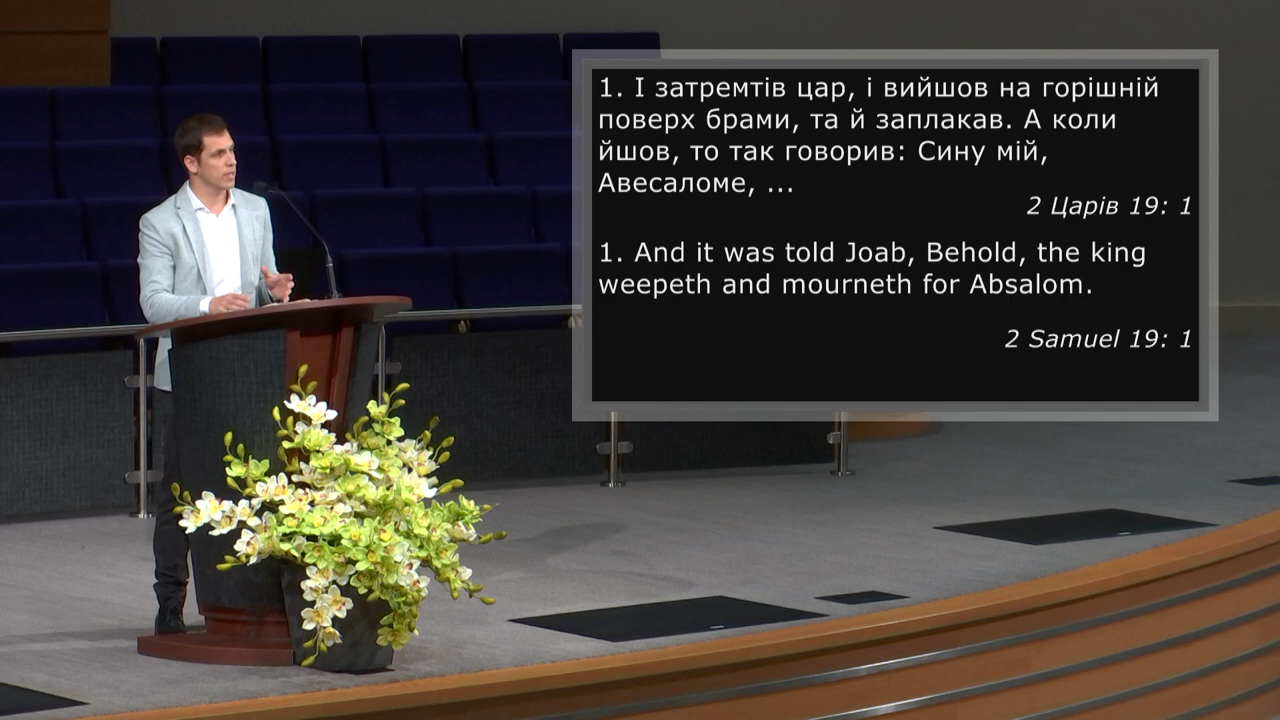 1. І затремтів цар, і вийшов на горішній
поверх брами, та й заплакав. А коли
йшов, то так говорив: Сину мій,
Авесаломе, ...
2 Царів 19: 1
1. And it was told Joab, Behold, the king
weepeth and mourneth for Absalom.
2 Samuel 19: 1